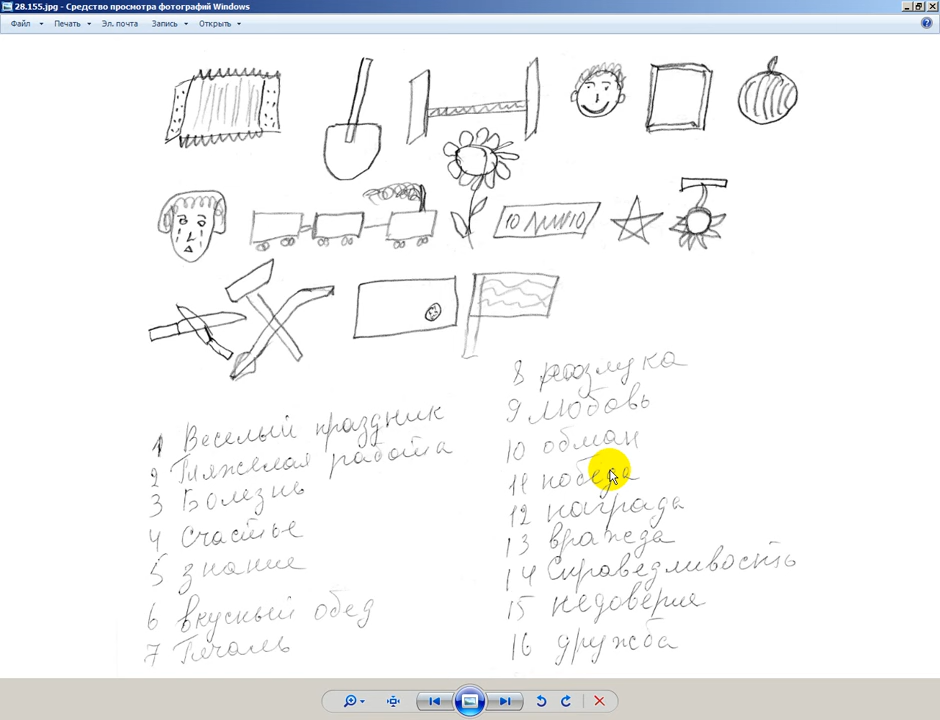 28.155.jpg - Средство просмотра фотографий Windows
Файл Печать Эл. почта Запись Открыть
10 10
1 Веселый праздник
2 Тяжелая работа
3 Болезнь
4 Счастье
5 знание
6 вкусный обед
7 Печаль
8 разлука
9 Любовь
10 обман
11 победа
12 награда
13 вражда
14 Справедливость
15 недоверие
16 дружба